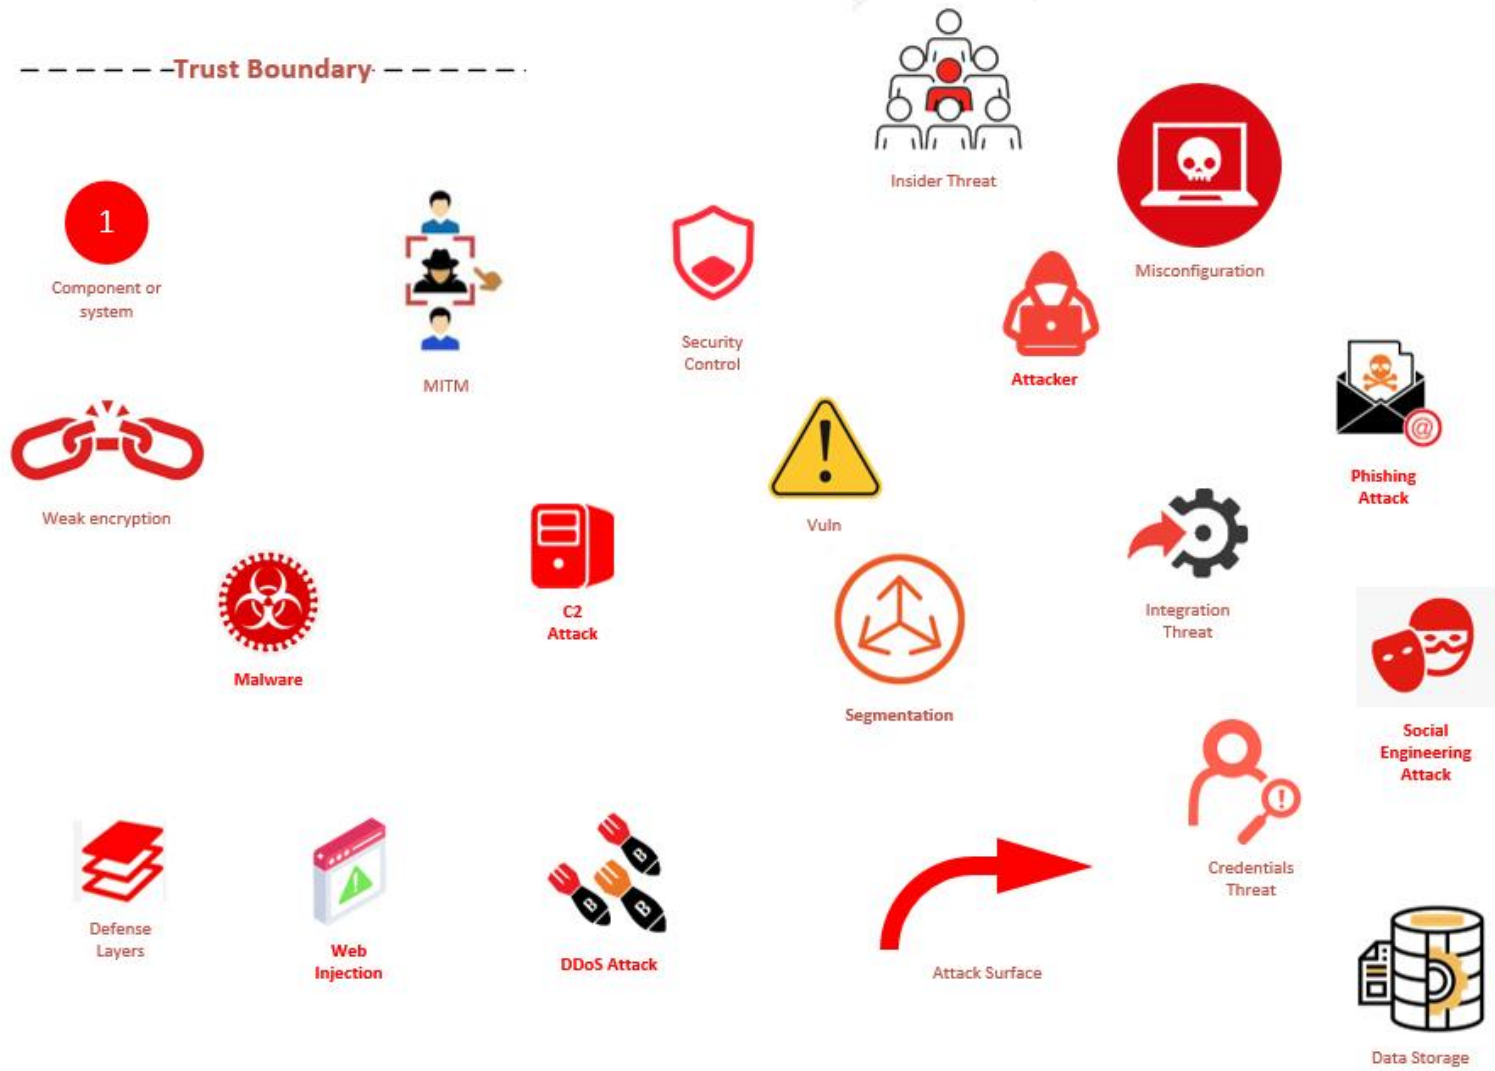 Trust Boundary
Insider Threat
1
Component or
system
MITM
Security
Control
Misconfiguration
Attacker
Weak encryption
Vuln
Phishing
Attack
@
Malware
C2
Attack
Segmentation
Integration
Threat
Social
Engineering
Attack
Defense
Layers
Web
Injection
B
B
B
DDoS Attack
Attack Surface
Credentials
Threat
Data Storage